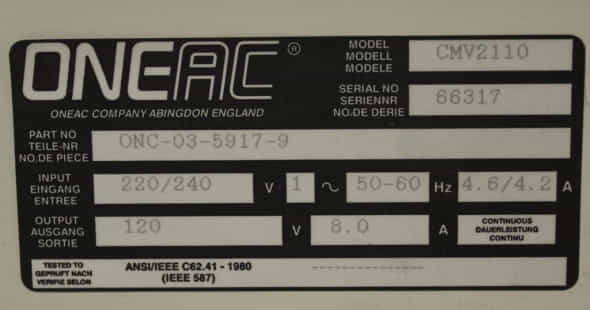 ONEAC®
ONEAC COMPANY ABINGDON ENGLAND
MODEL
MODELL
MODELE
CMV2110
SERIAL NO
SERIENNR
NO.DE DERIE
66317
PART NO
TEILE-NR
NO.DE PIECE
ONC-03-5917-9
INPUT
EINGANG
ENTREE
220/240 V 1 ~ 50-60 Hz 4.6/4.2 A
OUTPUT
AUSGANG
SORTIE
120 V 8.0 A
CONTINUOUS
DAUERLEISTUNG
CONTINU
TESTED TO
GEPRUFT NACH
VERIFIE SELON
ANSI/IEEE C62.41 - 1980
(IEEE 587)
---------------